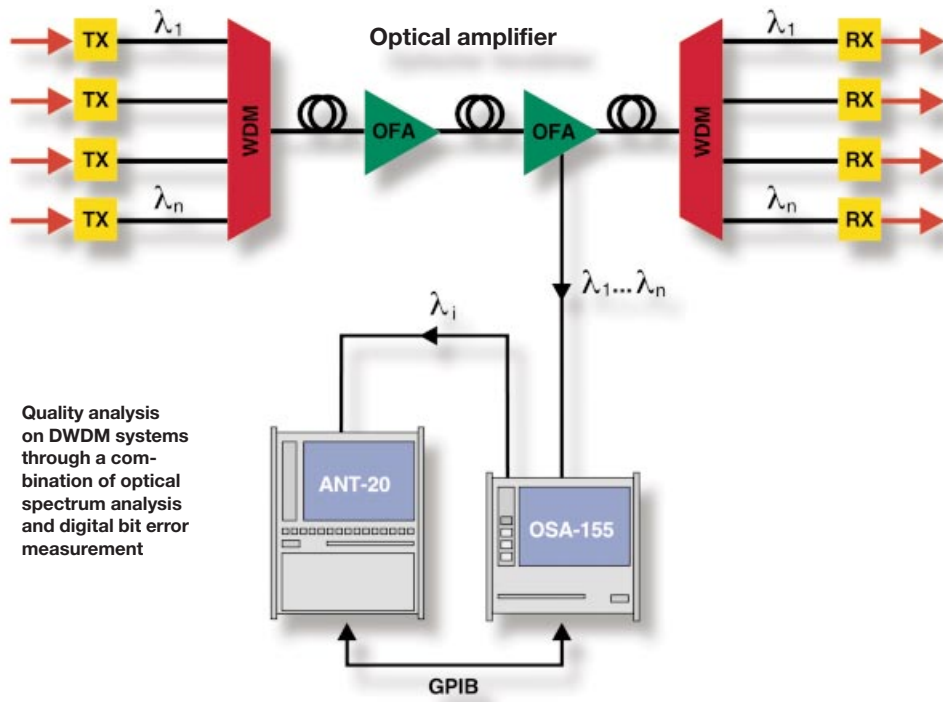 Optical amplifier
TX λ1 λ1 RX
TX RX
WDM OFA OFA WDM
TX RX
TX λn λn RX
λ1... λn
λi
Quality analysis
on DWDM systems
through a com-
bination of optical
spectrum analysis
and digital bit error
measurement
ANT-20
OSA-155
GPIB